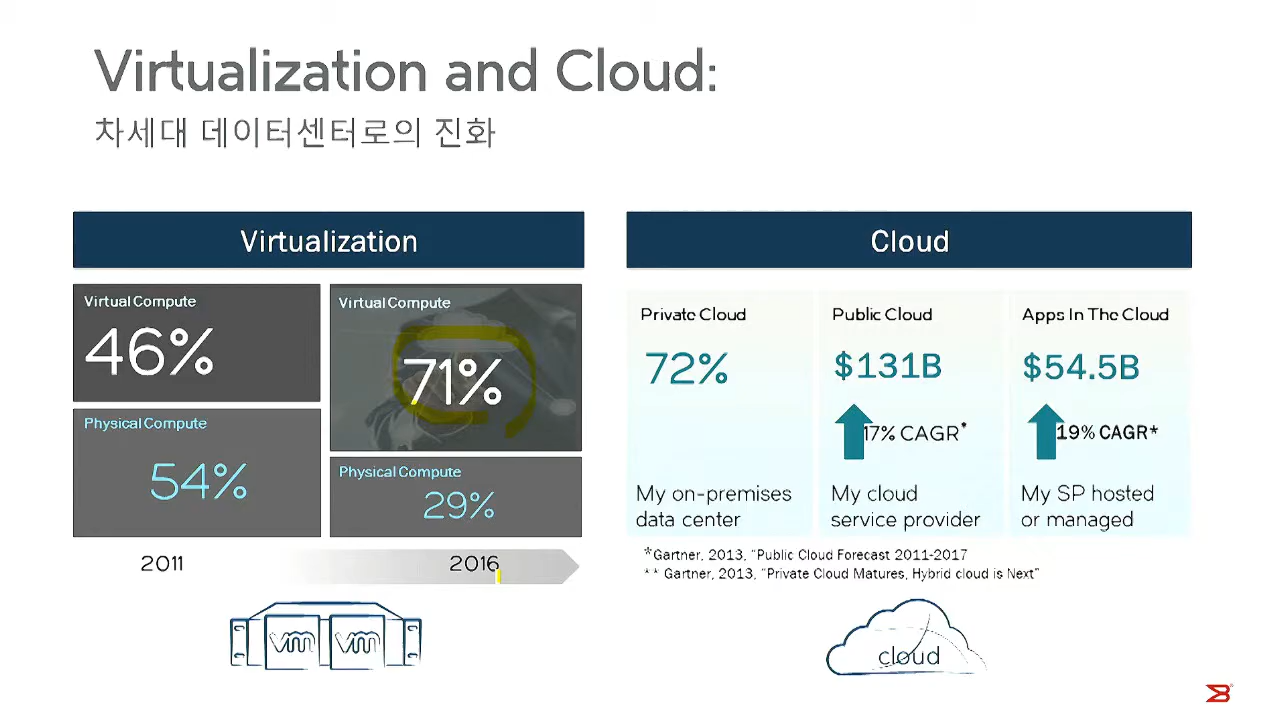 Virtualization and Cloud:
차세대 데이터센터로의 진화
Virtualization
Virtual Compute
46%
Physical Compute
54%
Virtual Compute
71%
Physical Compute
29%
2011
2016
vm
vm
Cloud
Private Cloud
72%
My on-premises
data center
Public Cloud
$131B
17% CAGR*
My cloud
service provider
Apps In The Cloud
$54.5B
19% CAGR*
My SP hosted
or managed
*Gartner, 2013, “Public Cloud Forecast 2011-2017
** Gartner, 2013, “Private Cloud Matures, Hybrid cloud is Next”
cloud